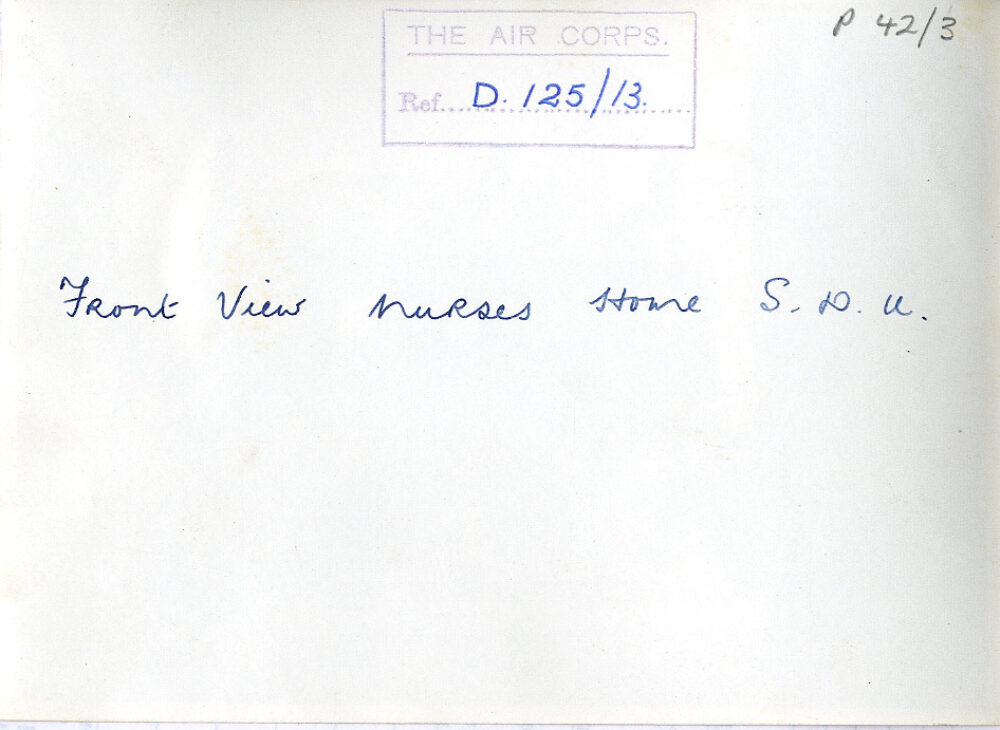 P 42/3
THE AIR CORPS.
Ref.....D. 125/13.....
Front View Nurses Home S. D. U.